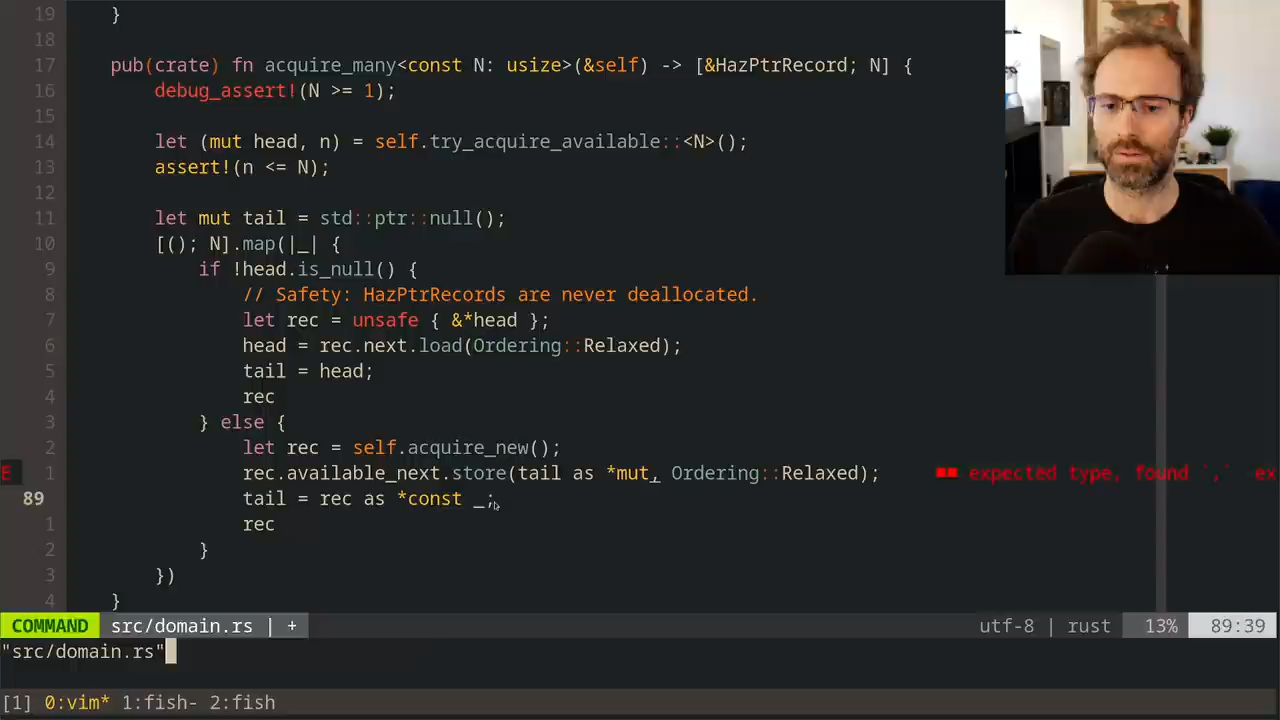 19 }
18
17 pub(crate) fn acquire_many<const N: usize>(&self) -> [&HazPtrRecord; N] {
16 debug_assert!(N >= 1);
15
14 let (mut head, n) = self.try_acquire_available::<N>();
13 assert!(n <= N);
12
11 let mut tail = std::ptr::null();
10 [(); N].map(|_| {
9 if !head.is_null() {
8 // Safety: HazPtrRecords are never deallocated.
7 let rec = unsafe { &*head };
6 head = rec.next.load(Ordering::Relaxed);
5 tail = head;
4 rec
3 } else {
2 let rec = self.acquire_new();
E 1 rec.available_next.store(tail as *mut, Ordering::Relaxed); ■■ expected type, found `,` ex
89 tail = rec as *const _;
1 rec
2 }
3 })
4 }
COMMAND src/domain.rs | + utf-8 | rust 13% 89:39
"src/domain.rs"
[1] 0:vim* 1:fish- 2:fish